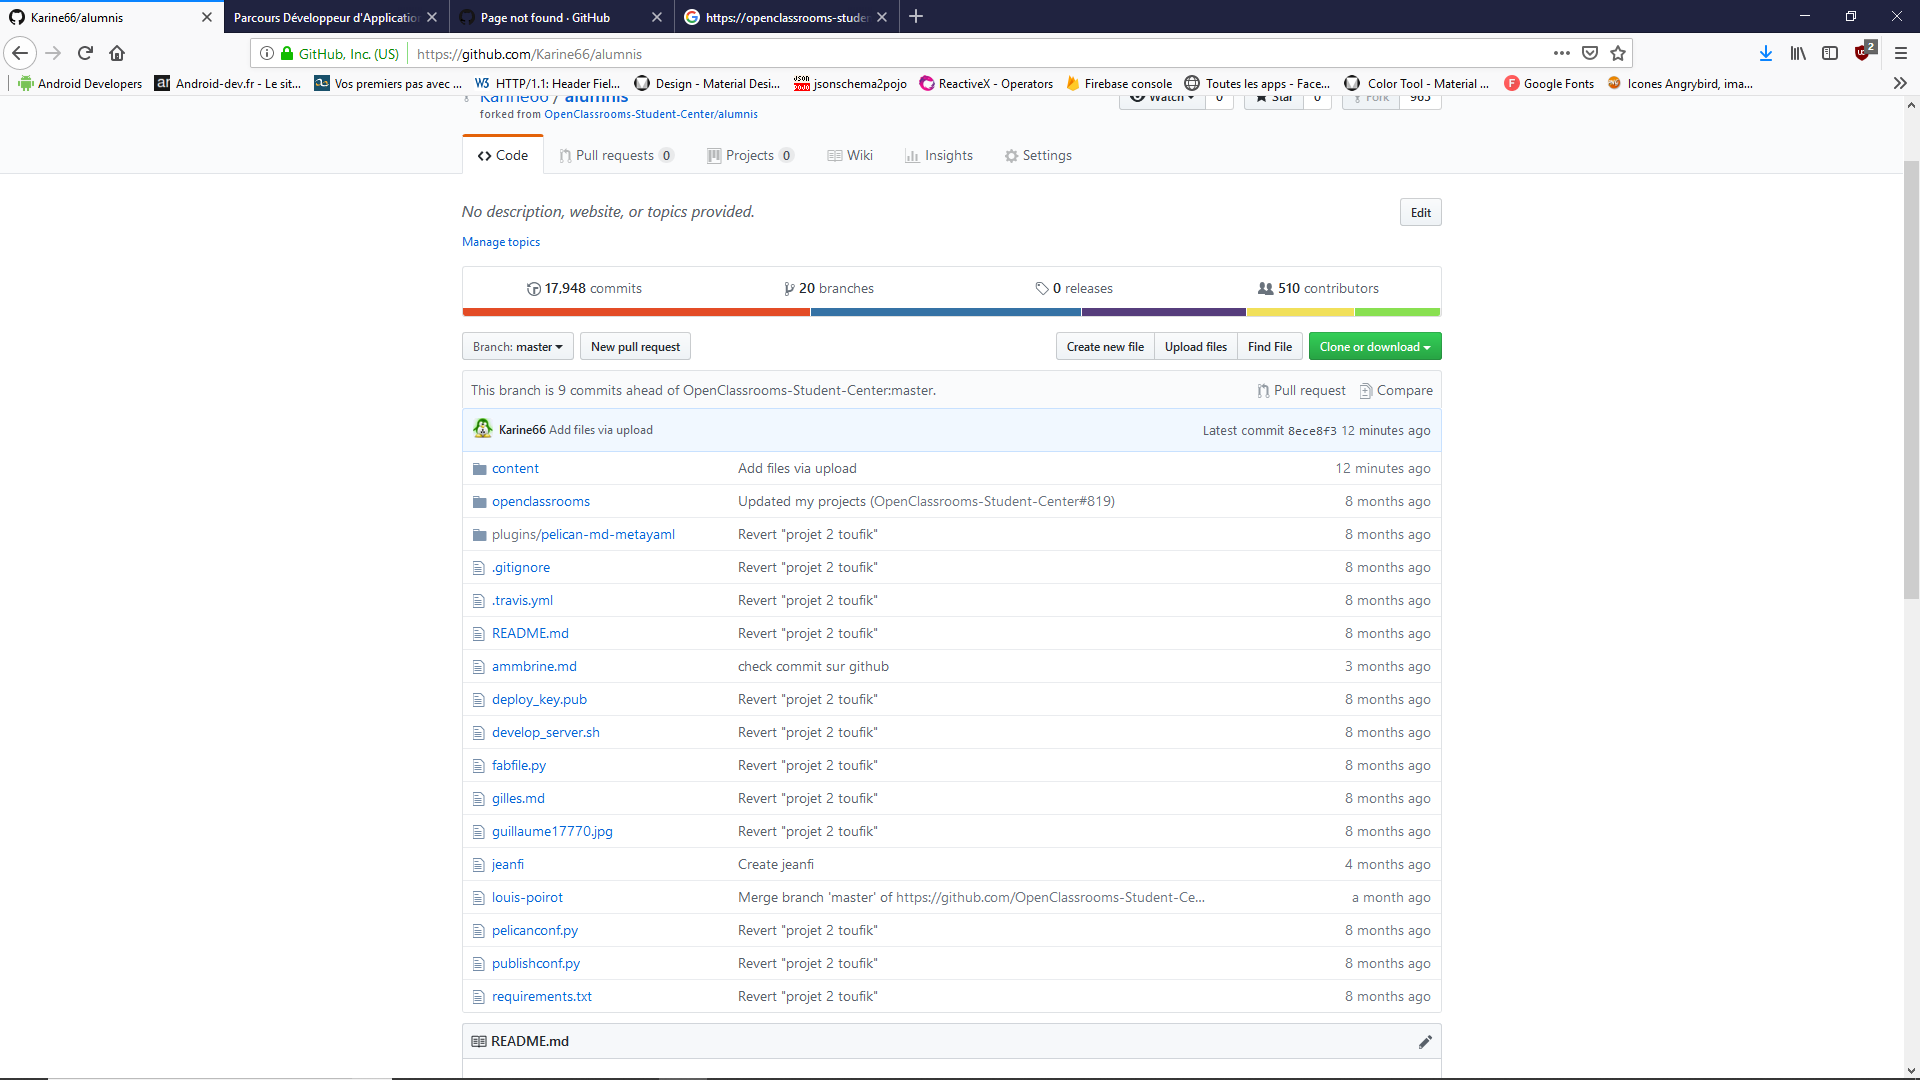 Karine66/alumnis
Parcours Développeur d'Applicatio
Page not found · GitHub
https://openclassrooms-studen
GitHub, Inc. (US)
https://github.com/Karine66/alumnis
2
Android Developers
Android-dev.fr - Le sit...
Vos premiers pas avec ...
HTTP/1.1: Header Fiel...
Design - Material Desi...
jsonschema2pojo
ReactiveX - Operators
Firebase console
Toutes les apps - Face...
Color Tool - Material ...
Google Fonts
Icones Angrybird, ima...
Karine66 / alumnis
Watch 0
Star 0
Fork 965
forked from OpenClassrooms-Student-Center/alumnis
Code
Pull requests 0
Projects 0
Wiki
Insights
Settings
No description, website, or topics provided.
Edit
Manage topics
17,948 commits
20 branches
0 releases
510 contributors
Branch: master
New pull request
Create new file
Upload files
Find File
Clone or download
This branch is 9 commits ahead of OpenClassrooms-Student-Center:master.
Pull request
Compare
Karine66 Add files via upload
Latest commit 8ece8f3 12 minutes ago
content Add files via upload 12 minutes ago
openclassrooms Updated my projects (OpenClassrooms-Student-Center#819) 8 months ago
plugins/pelican-md-metayaml Revert "projet 2 toufik" 8 months ago
.gitignore Revert "projet 2 toufik" 8 months ago
.travis.yml Revert "projet 2 toufik" 8 months ago
README.md Revert "projet 2 toufik" 8 months ago
ammbrine.md check commit sur github 3 months ago
deploy_key.pub Revert "projet 2 toufik" 8 months ago
develop_server.sh Revert "projet 2 toufik" 8 months ago
fabfile.py Revert "projet 2 toufik" 8 months ago
gilles.md Revert "projet 2 toufik" 8 months ago
guillaume17770.jpg Revert "projet 2 toufik" 8 months ago
jeanfi Create jeanfi 4 months ago
louis-poirot Merge branch 'master' of https://github.com/OpenClassrooms-Student-Ce... a month ago
pelicanconf.py Revert "projet 2 toufik" 8 months ago
publishconf.py Revert "projet 2 toufik" 8 months ago
requirements.txt Revert "projet 2 toufik" 8 months ago
README.md